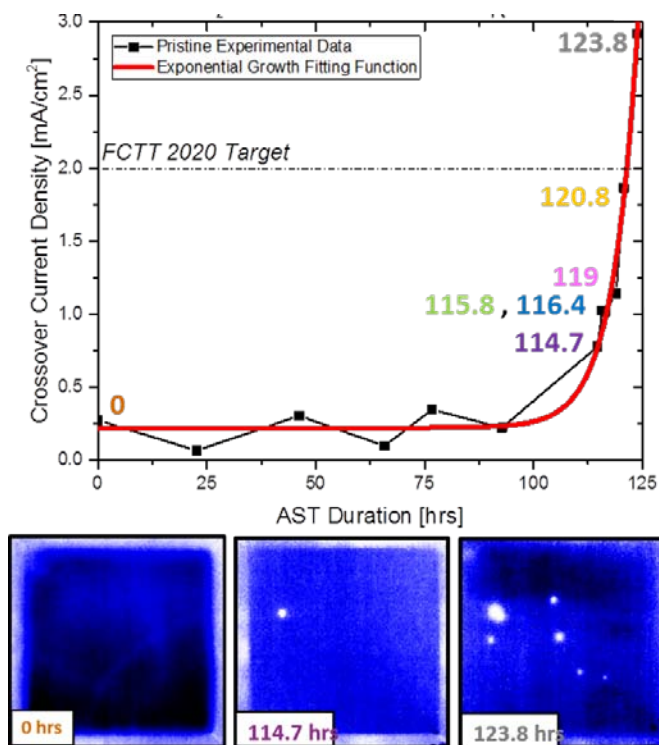 3.0
2.5
2.0
1.5
1.0
0.5
0.0
Crossover Current Density [mA/cm²]
Pristine Experimental Data
Exponential Growth Fitting Function
123.8
FCTT 2020 Target
120.8
119
115.8 , 116.4
114.7
0
0 25 50 75 100 125
AST Duration [hrs]
0 hrs
114.7 hrs
123.8 hrs